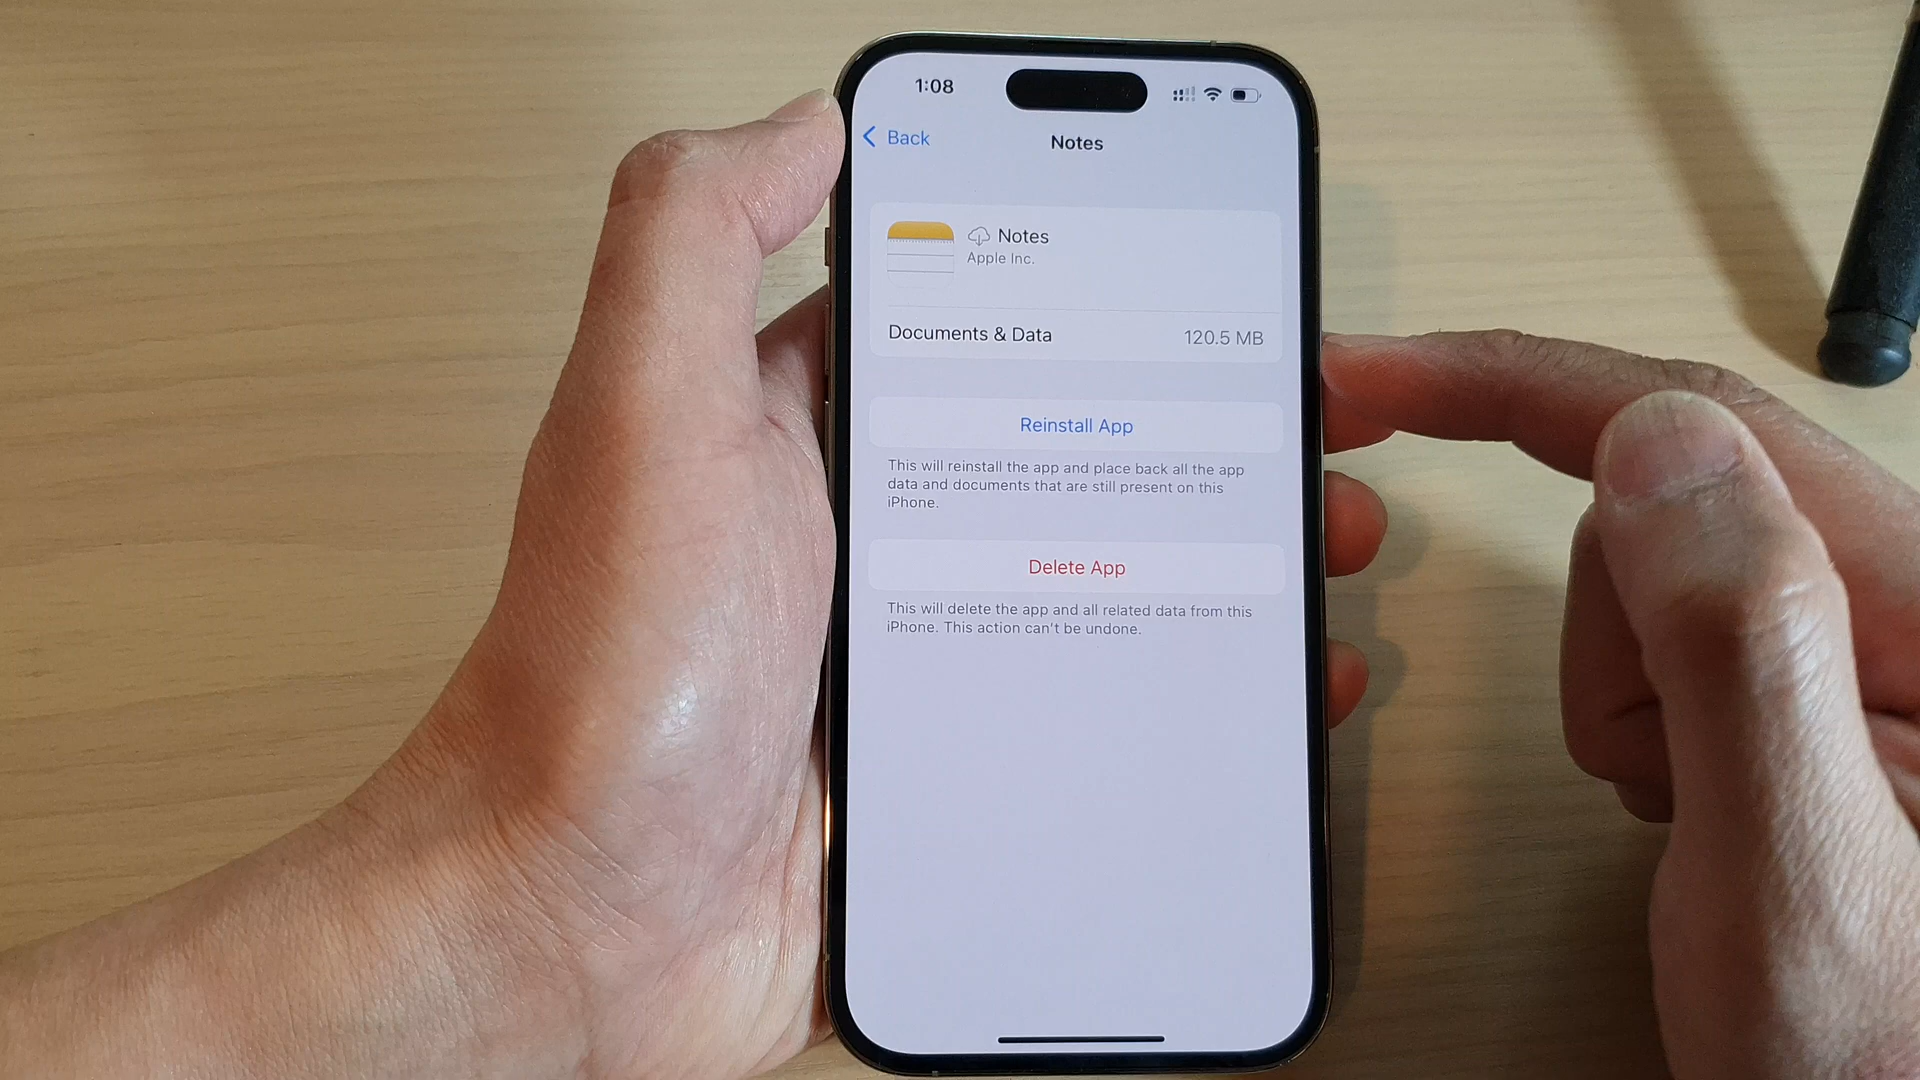 1:08
Back
Notes
Notes
Apple Inc.
Documents & Data 120.5 MB
Reinstall App
This will reinstall the app and place back all the app
data and documents that are still present on this
iPhone.
Delete App
This will delete the app and all related data from this
iPhone. This action can't be undone.